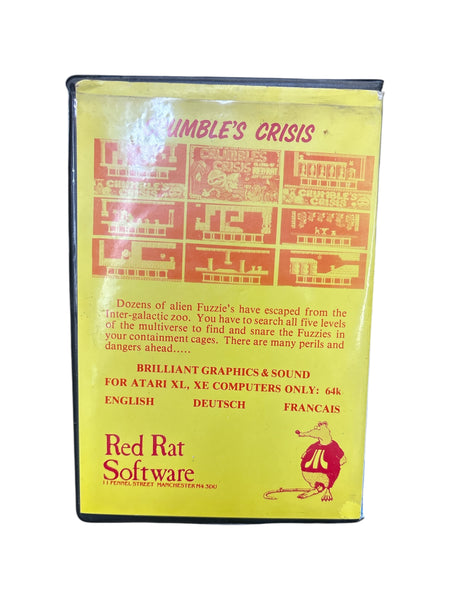 CRUMBLE'S CRISIS
CRUMBLE'S
CRISIS
Dozens of alien Fuzzie's have escaped from the
Inter-galactic zoo. You have to search all five levels
of the multiverse to find and snare the Fuzzies in
your containment cages. There are many perils and
dangers ahead.....
BRILLIANT GRAPHICS & SOUND
FOR ATARI XL, XE COMPUTERS ONLY: 64k
ENGLISH DEUTSCH FRANCAIS
Red Rat
Software
11 FENNEL STREET MANCHESTER M4 3DU